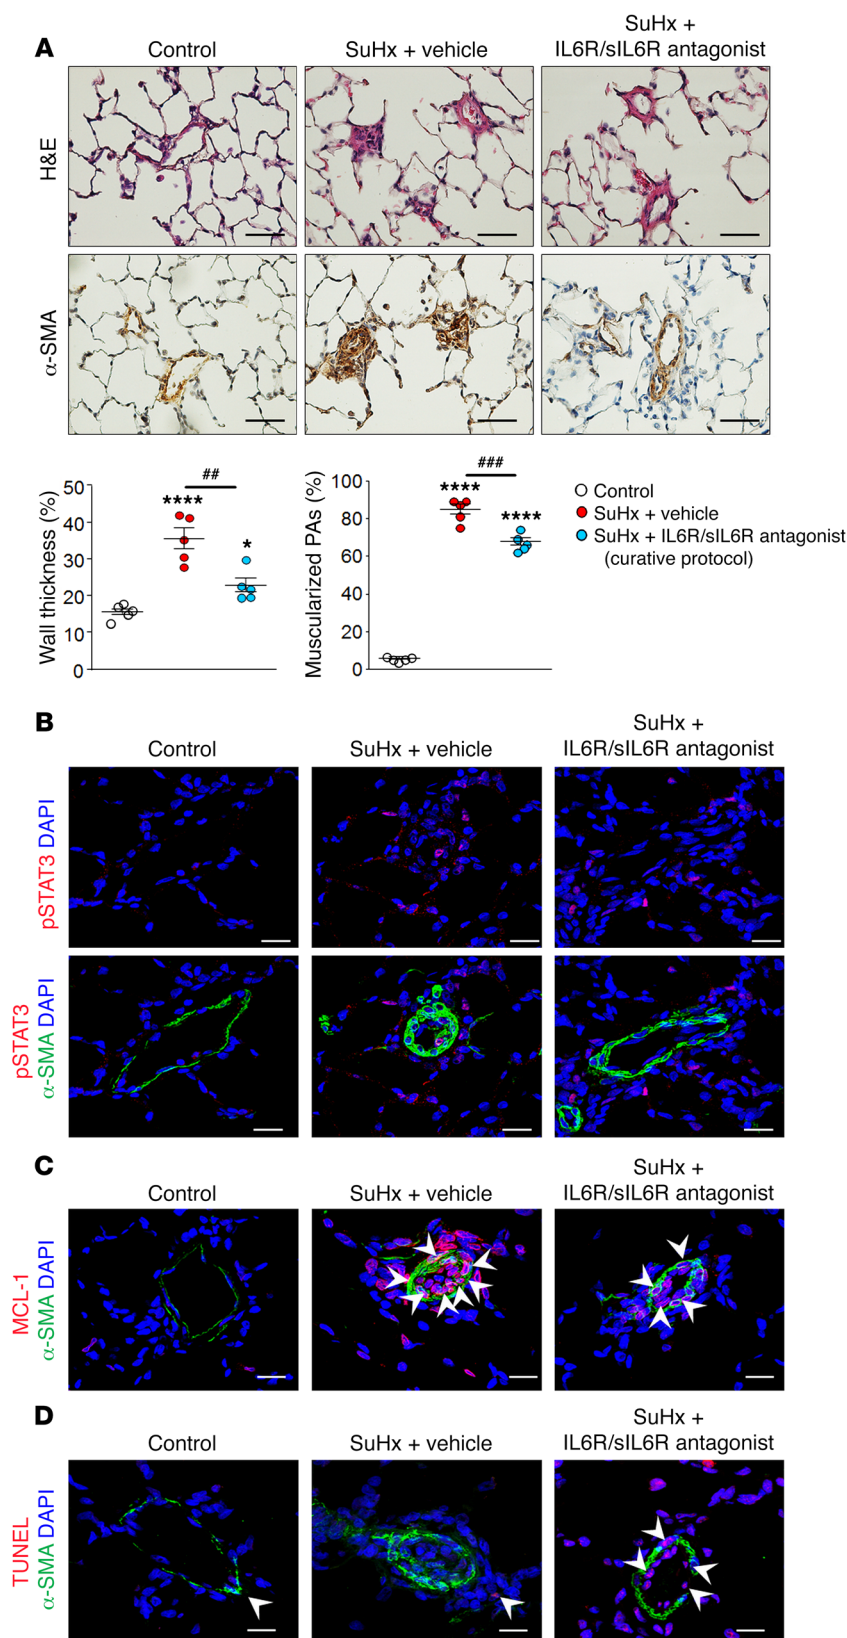 A
Control
SuHx + vehicle
SuHx +
IL6R/sIL6R antagonist
H&E
α-SMA
50
40
30
20
10
0
Wall thickness (%)
****
##
*
100
80
60
40
20
0
Muscularized PAs (%)
****
###
****
Control
SuHx + vehicle
SuHx + IL6R/sIL6R antagonist
(curative protocol)
B
Control
SuHx + vehicle
SuHx +
IL6R/sIL6R antagonist
pSTAT3 DAPI
pSTAT3
α-SMA DAPI
C
Control
SuHx + vehicle
SuHx +
IL6R/sIL6R antagonist
MCL-1
α-SMA DAPI
D
Control
SuHx + vehicle
SuHx +
IL6R/sIL6R antagonist
TUNEL
α-SMA DAPI